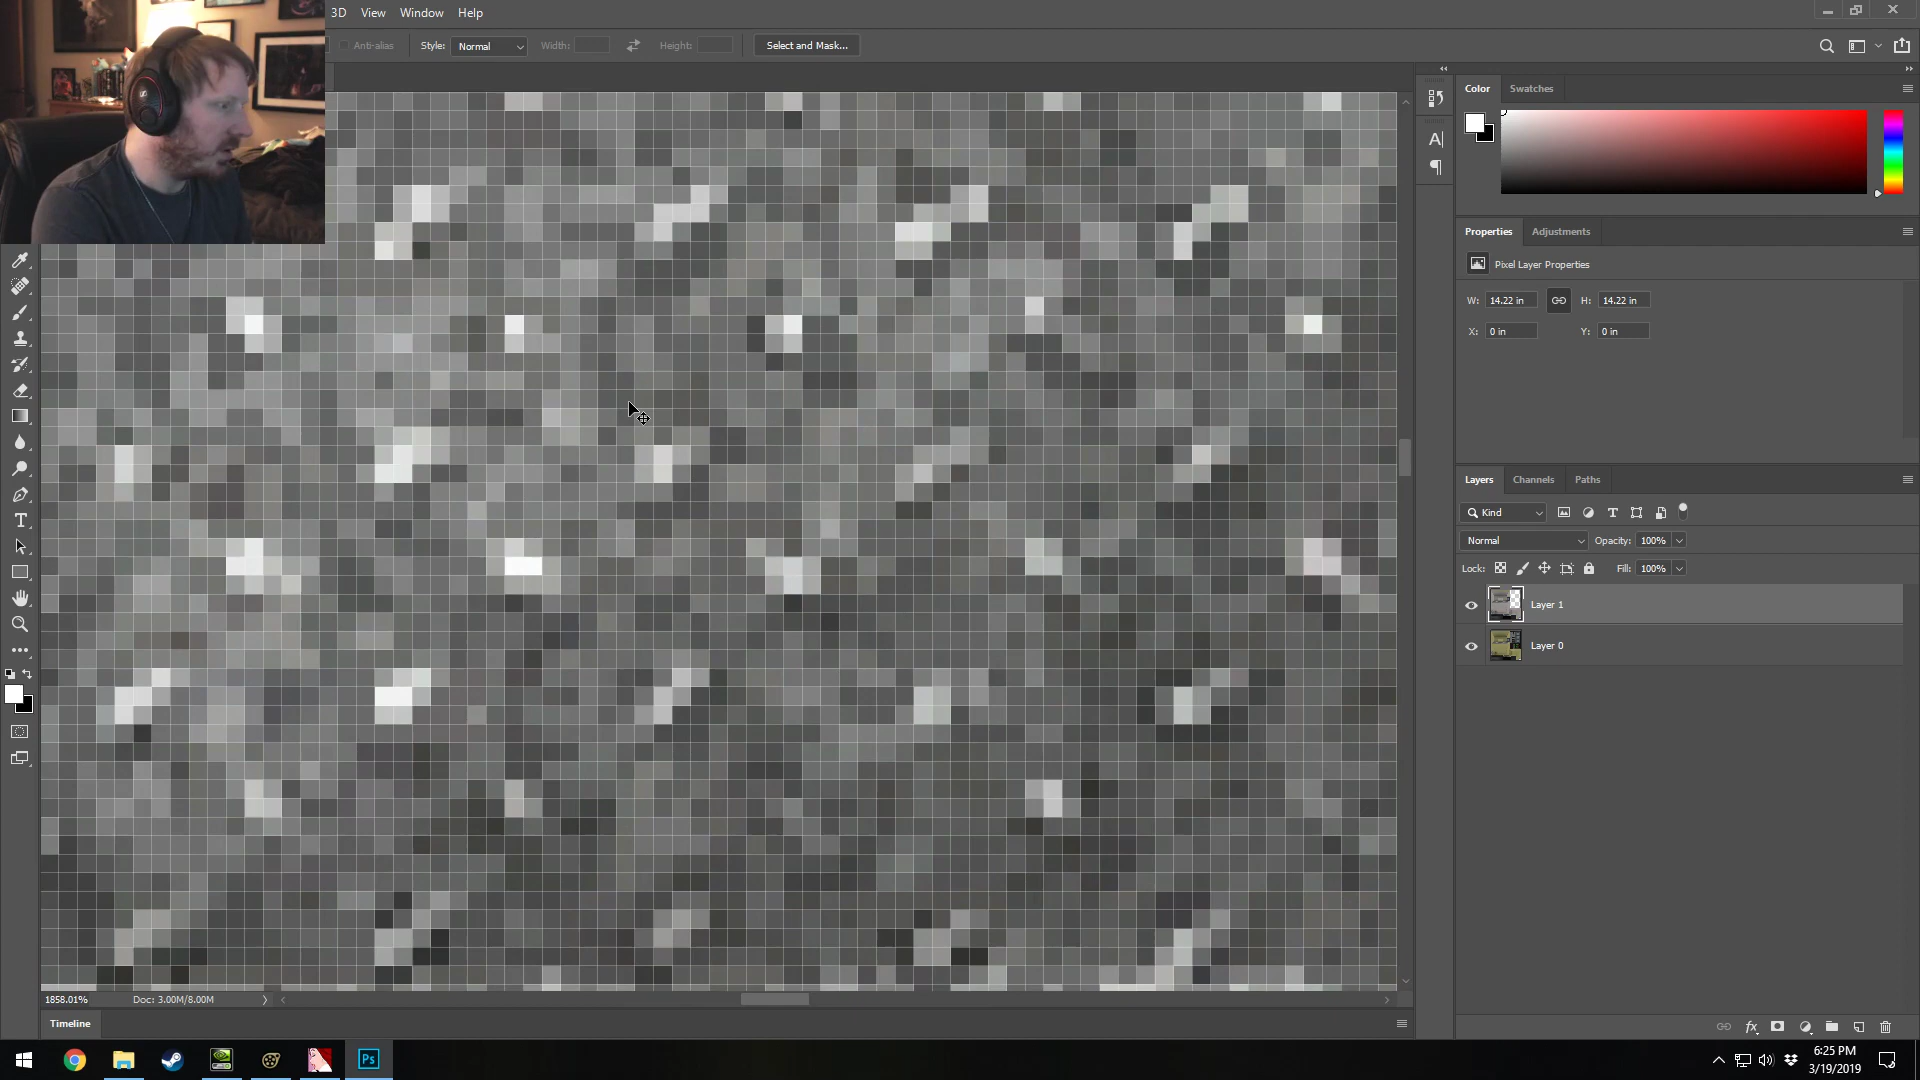 3D View Window Help
Anti-alias Style: Normal Width: Height: Select and Mask...
Color Swatches
Properties Adjustments
Pixel Layer Properties
W: 14.22 in H: 14.22 in
X: 0 in Y: 0 in
Layers Channels Paths
Kind
Normal Opacity: 100%
Lock: Fill: 100%
Layer 1
Layer 0
fx
1858.01% Doc: 3.00M/8.00M
Timeline
Ps
6:25 PM
3/19/2019